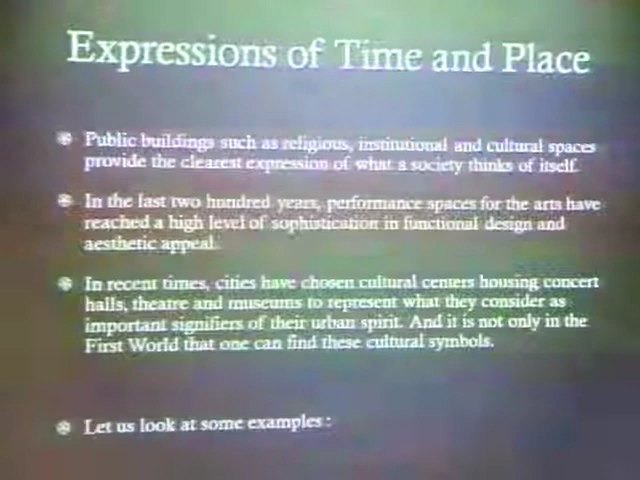 Expressions of Time and Place
Public buildings such as religious, institutional and cultural spaces
provide the clearest expression of what a society thinks of itself.
In the last two hundred years, performance spaces for the arts have
reached a high level of sophistication in functional design and
aesthetic appeal.
In recent times, cities have chosen cultural centers housing concert
halls, theatre and museums to represent what they consider as
important signifiers of their urban spirit. And it is not only in the
First World that one can find these cultural symbols.
Let us look at some examples :